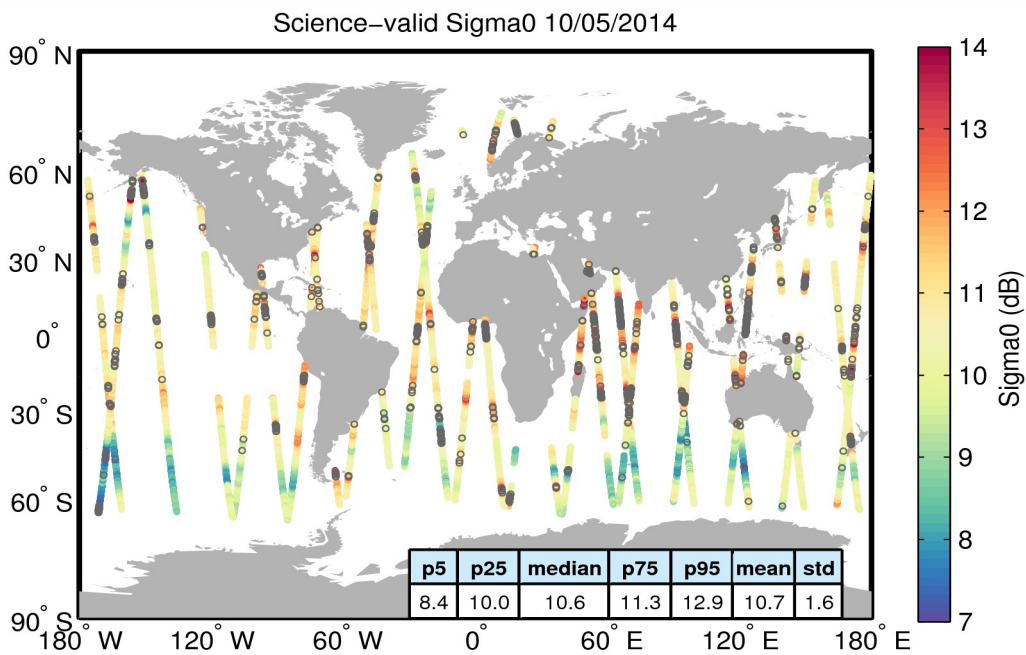 Science−valid Sigma0 10/05/2014
90° N
60° N
30° N
0°
30° S
60° S
90° S
180° W
120° W
60° W
0°
60° E
120° E
180° E
p5 p25 median p75 p95 mean std
8.4 10.0 10.6 11.3 12.9 10.7 1.6
14
13
12
11
10
9
8
7
Sigma0 (dB)